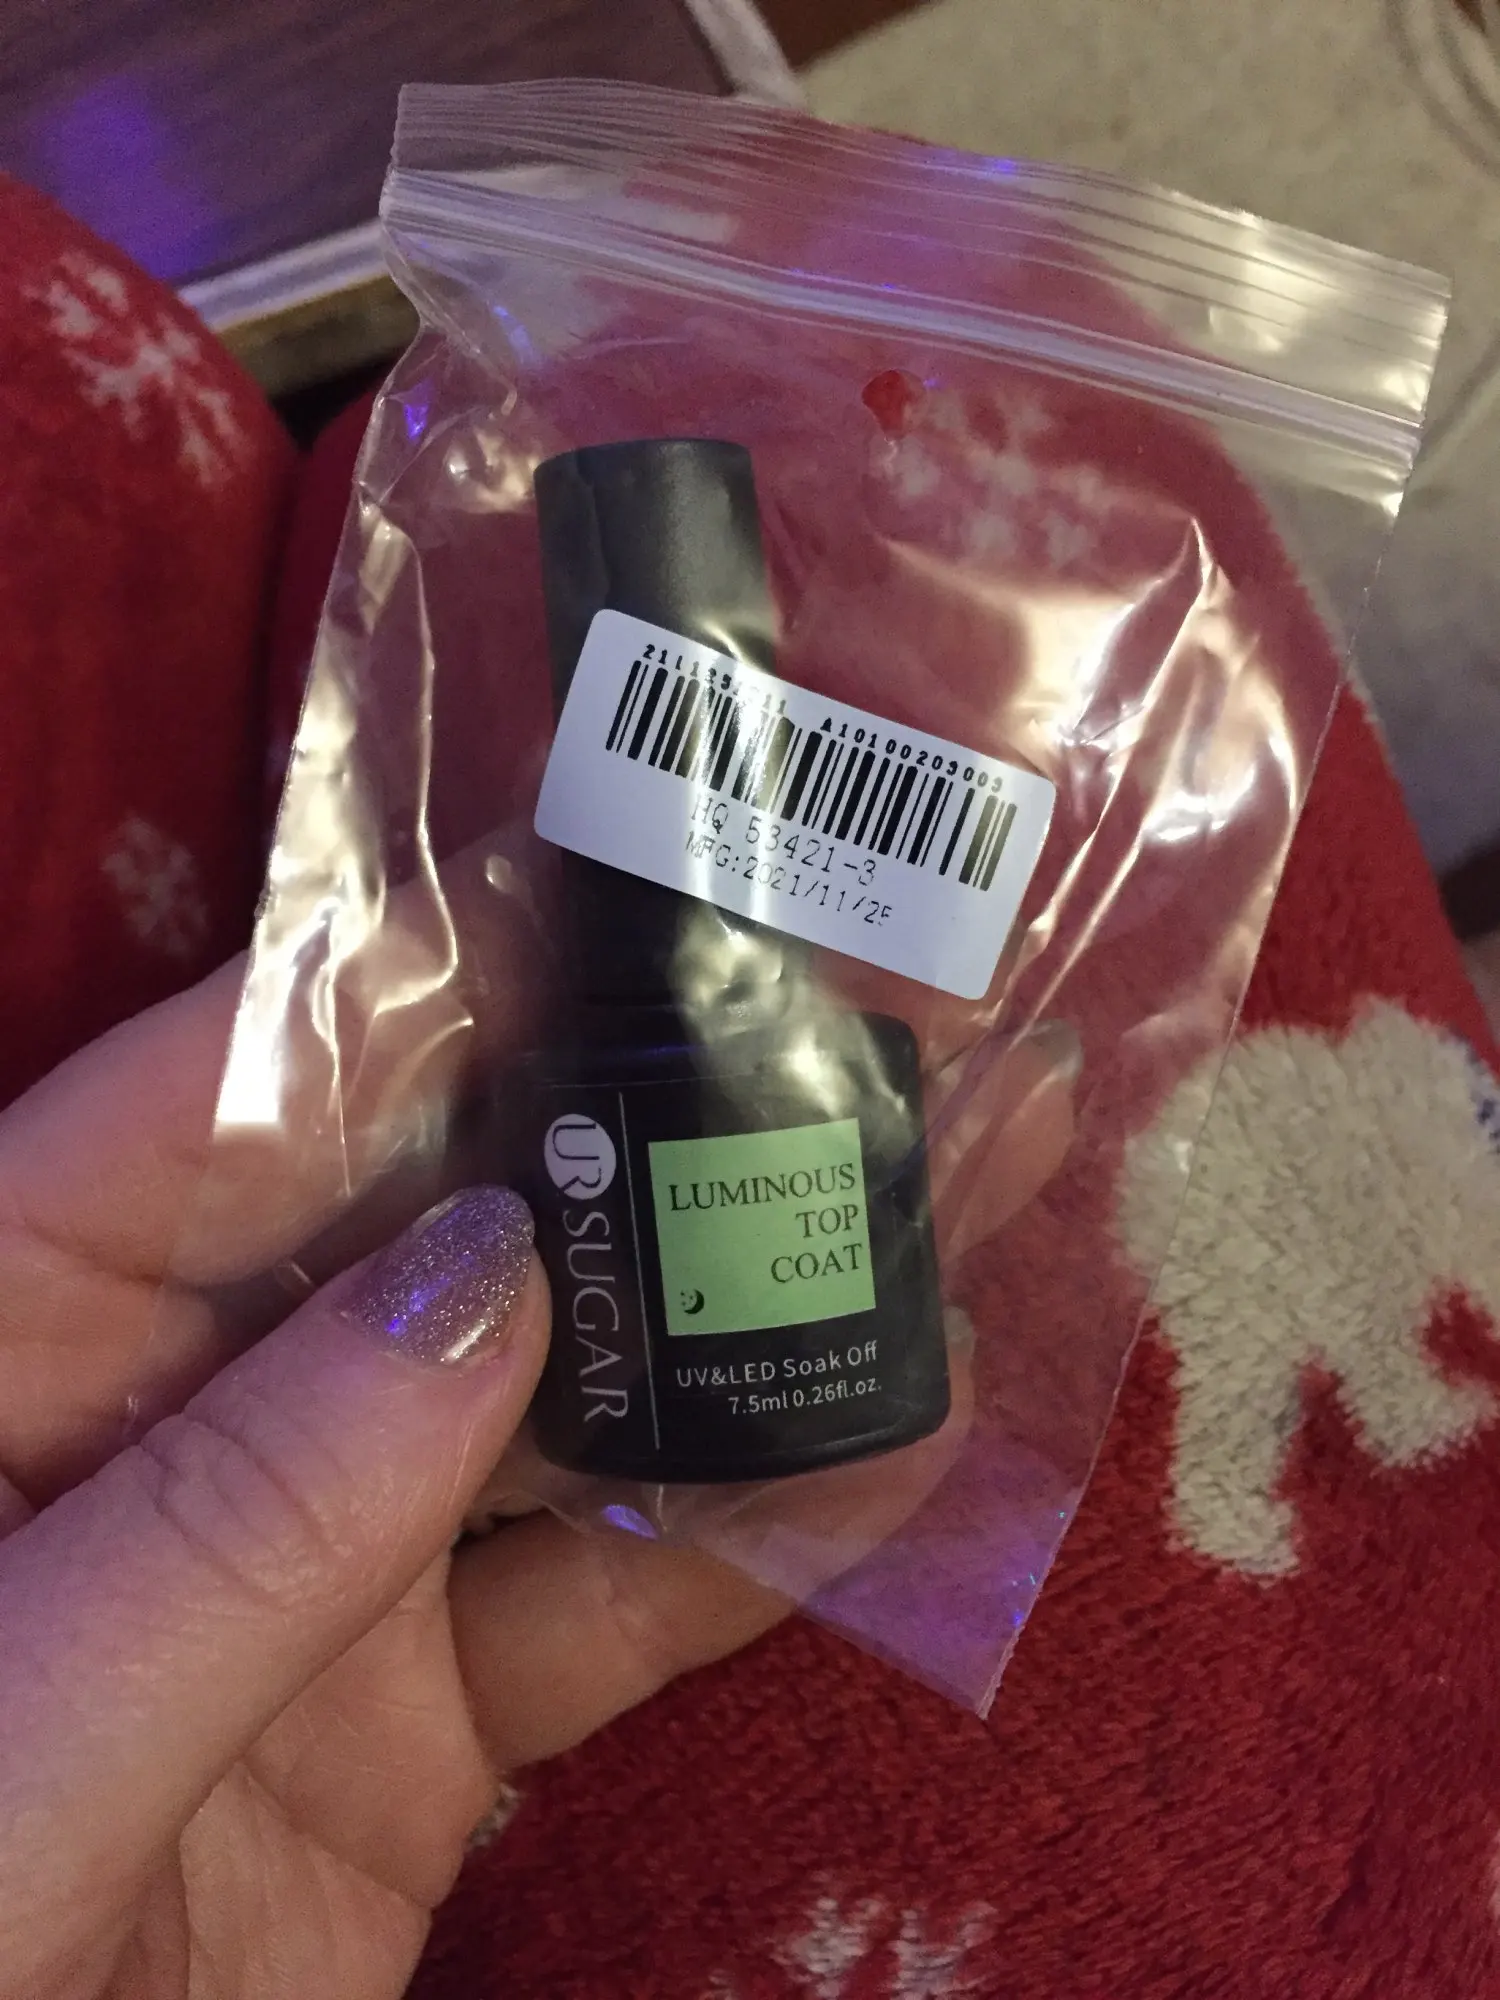 A10100203003
HQ 53421-3
MFG:2021/11/25
UR SUGAR
LUMINOUS
TOP
COAT
UV&LED Soak Off
7.5ml 0.26fl.oz.